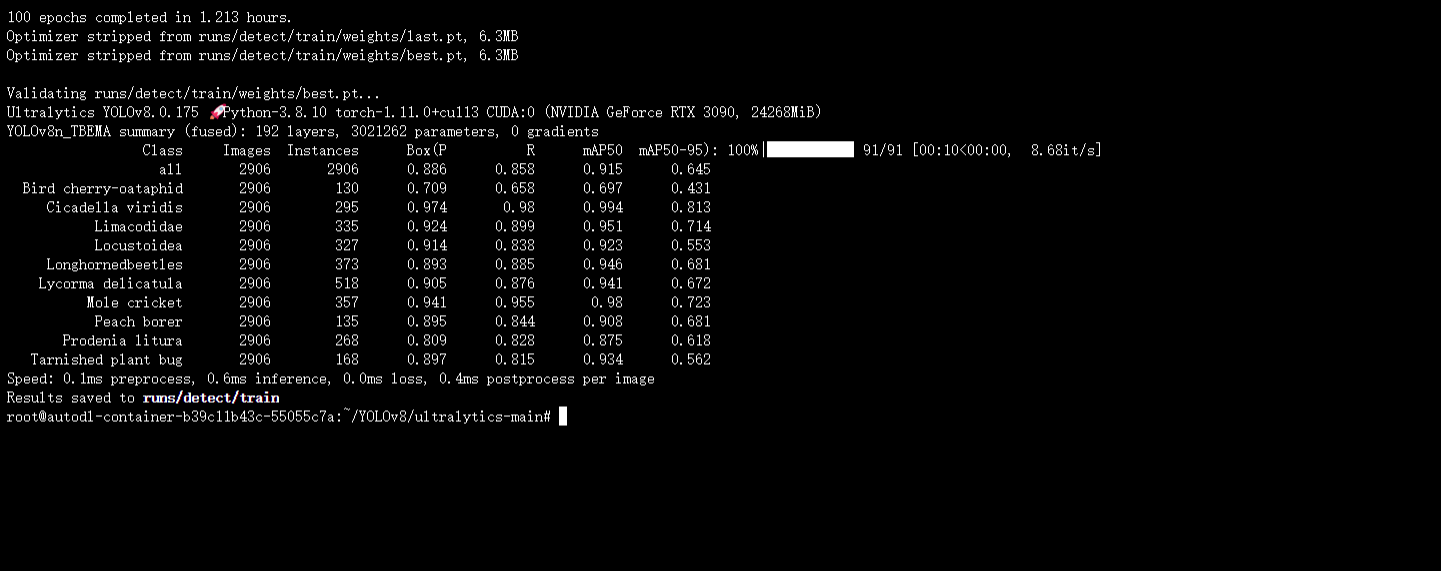 100 epochs completed in 1.213 hours.
Optimizer stripped from runs/detect/train/weights/last.pt, 6.3MB
Optimizer stripped from runs/detect/train/weights/best.pt, 6.3MB
Validating runs/detect/train/weights/best.pt...
Ultralytics YOLOv8.0.175 🚀 Python-3.8.10 torch-1.11.0+cu113 CUDA:0 (NVIDIA GeForce RTX 3090, 24268MiB)
YOLOv8n_TBEMA summary (fused): 192 layers, 3021262 parameters, 0 gradients
Class Images Instances Box(P R mAP50 mAP50-95): 100% 91/91 [00:10<00:00, 8.68it/s]
all 2906 2906 0.886 0.858 0.915 0.645
Bird cherry-oataphid 2906 130 0.709 0.658 0.697 0.431
Cicadella viridis 2906 295 0.974 0.98 0.994 0.813
Limacodidae 2906 335 0.924 0.899 0.951 0.714
Locustoidea 2906 327 0.914 0.838 0.923 0.553
Longhornedbeetles 2906 373 0.893 0.885 0.946 0.681
Lycorma delicatula 2906 518 0.905 0.876 0.941 0.672
Mole cricket 2906 357 0.941 0.955 0.98 0.723
Peach borer 2906 135 0.895 0.844 0.908 0.681
Prodenia litura 2906 268 0.809 0.828 0.875 0.618
Tarnished plant bug 2906 168 0.897 0.815 0.934 0.562
Speed: 0.1ms preprocess, 0.6ms inference, 0.0ms loss, 0.4ms postprocess per image
Results saved to runs/detect/train
root@autodl-container-b39c11b43c-55055c7a:~/YOLOv8/ultralytics-main#